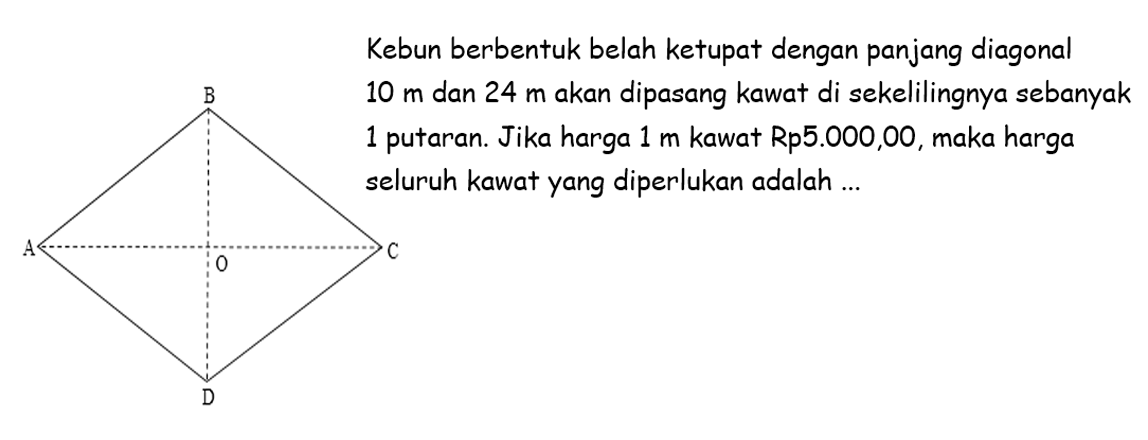 Kebun berbentuk belah ketupat dengan panjang diagonal
10 m dan 24 m akan dipasang kawat di sekelilingnya sebanyak
1 putaran. Jika harga 1 m kawat Rp5.000,00, maka harga
seluruh kawat yang diperlukan adalah ...
B
A
O
C
D